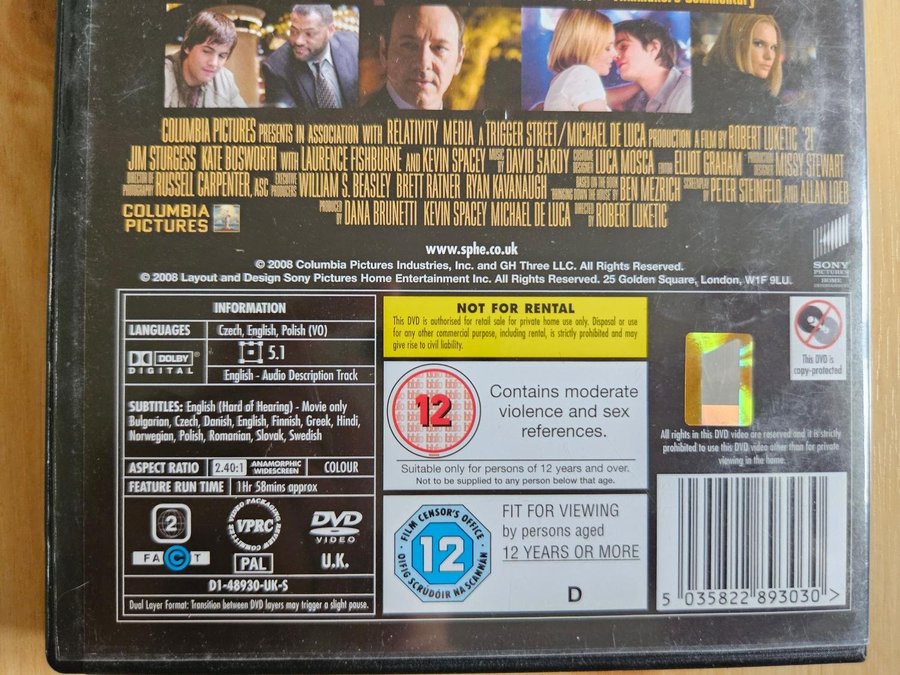 Filmmaker's Commentary
COLUMBIA PICTURES PRESENTS IN ASSOCIATION WITH RELATIVITY MEDIA A TRIGGER STREET/MICHAEL DE LUCA PRODUCTION A FILM BY ROBERT LUKETIC "21"
JIM STURGESS KATE BOSWORTH WITH LAURENCE FISHBURNE AND KEVIN SPACEY MUSIC BY DAVID SARDY COSTUME DESIGNER LUCA MOSCA EDITOR ELLIOT GRAHAM PRODUCTION DESIGNER MISSY STEWART
DIRECTOR OF PHOTOGRAPHY RUSSELL CARPENTER, ASC EXECUTIVE PRODUCERS WILLIAM S. BEASLEY BRETT RATNER RYAN KAVANAUGH BASED ON THE BOOK "BRINGING DOWN THE HOUSE" BY BEN MEZRICH SCREENPLAY BY PETER STEINFELD AND ALLAN LOEB
PRODUCED BY DANA BRUNETTI KEVIN SPACEY MICHAEL DE LUCA DIRECTED BY ROBERT LUKETIC
COLUMBIA
PICTURES
SONY
PICTURES
HOME
ENTERTAINMENT
www.sphe.co.uk
© 2008 Columbia Pictures Industries, Inc. and GH Three LLC. All Rights Reserved.
© 2008 Layout and Design Sony Pictures Home Entertainment Inc. All Rights Reserved. 25 Golden Square, London, W1F 9LU.
INFORMATION
LANGUAGES Czech, English, Polish (VO)
DOLBY
DIGITAL
5.1
English - Audio Description Track
SUBTITLES: English (Hard of Hearing) - Movie only
Bulgarian, Czech, Danish, English, Finnish, Greek, Hindi,
Norwegian, Polish, Romanian, Slovak, Swedish
ASPECT RATIO 2.40:1 ANAMORPHIC WIDESCREEN COLOUR
FEATURE RUN TIME 1Hr 58mins approx
2
FACT
VIDEO PACKAGING REVIEW COMMITTEE
VPRC
PAL
DVD
VIDEO
U.K.
D1-48930-UK-S
Dual Layer Format: Transition between DVD layers may trigger a slight pause.
NOT FOR RENTAL
This DVD is authorised for retail sale for private home use only. Disposal or use
for any other commercial purpose, including rental, is strictly prohibited and may
give rise to civil liability.
12
Contains moderate
violence and sex
references.
Suitable only for persons of 12 years and over.
Not to be supplied to any person below that age.
FILM CENSOR'S OFFICE
12
OIFIG SCRÚDÓIR NA SCANNÁN
FIT FOR VIEWING
by persons aged
12 YEARS OR MORE
D
This DVD is
copy-protected
All rights in this DVD video are reserved and it is strictly
prohibited to use this DVD video other than for private
viewing in the home.
5 035822 893030 >